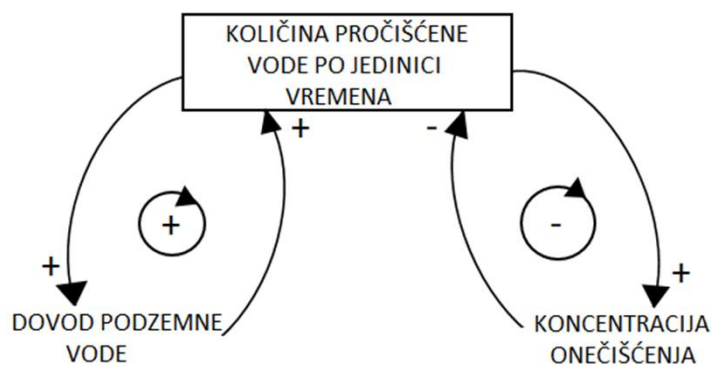 KOLIČINA PROČIŠĆENE
VODE PO JEDINICI
VREMENA
+
-
+
-
+
+
DOVOD PODZEMNE
VODE
KONCENTRACIJA
ONEČIŠĆENJA